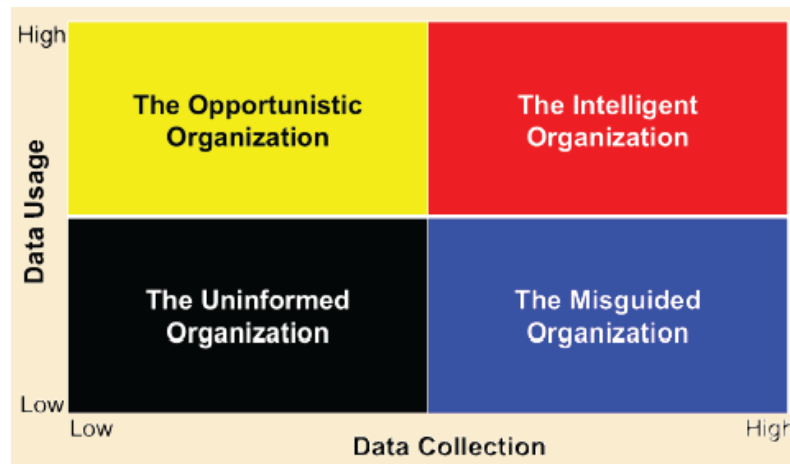 High
The Opportunistic
Organization
The Intelligent
Organization
Data Usage
The Uninformed
Organization
The Misguided
Organization
Low
Low
High
Data Collection